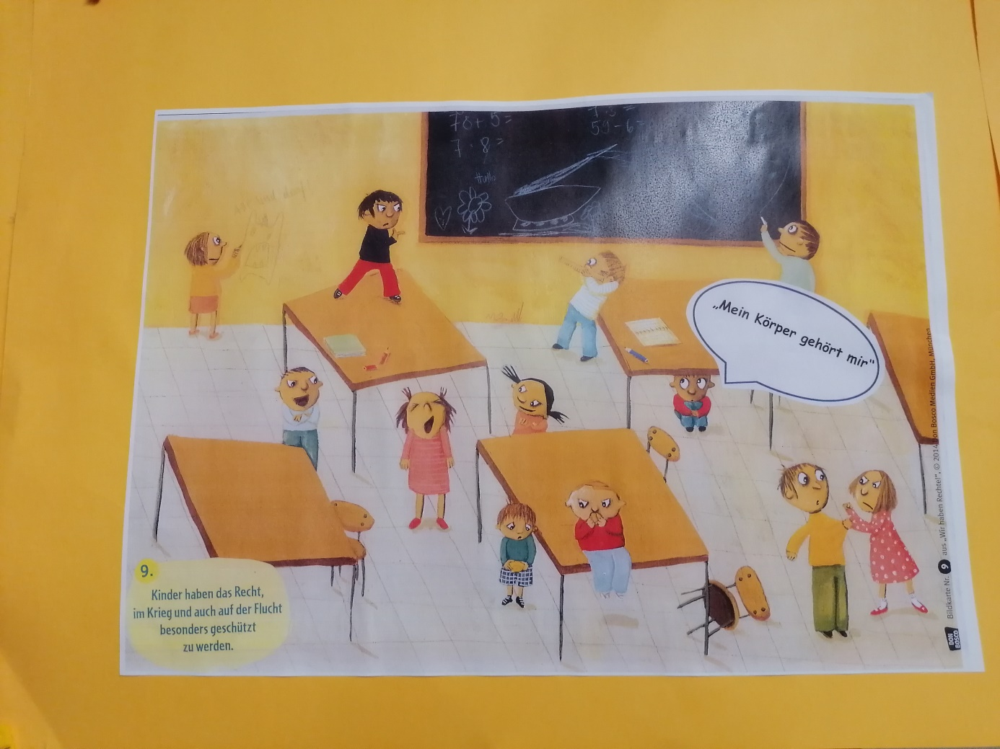 78+ 5=
7 · 8=
59-6=
Hallo
„Mein Körper gehört mir"
9.
Kinder haben das Recht,
im Krieg und auch auf der Flucht
besonders geschützt
zu werden.
Bildkarte Nr. 9 aus „Wir haben Rechte!", © 2014 Don Bosco Medien GmbH, München
DON
BOSCO